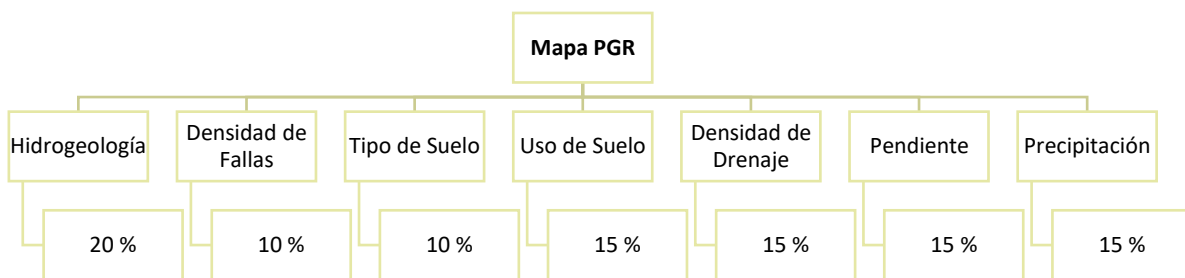 Mapa PGR
Hidrogeología
Densidad de
Fallas
Tipo de Suelo
Uso de Suelo
Densidad de
Drenaje
Pendiente
Precipitación
20 %
10 %
10 %
15 %
15 %
15 %
15 %